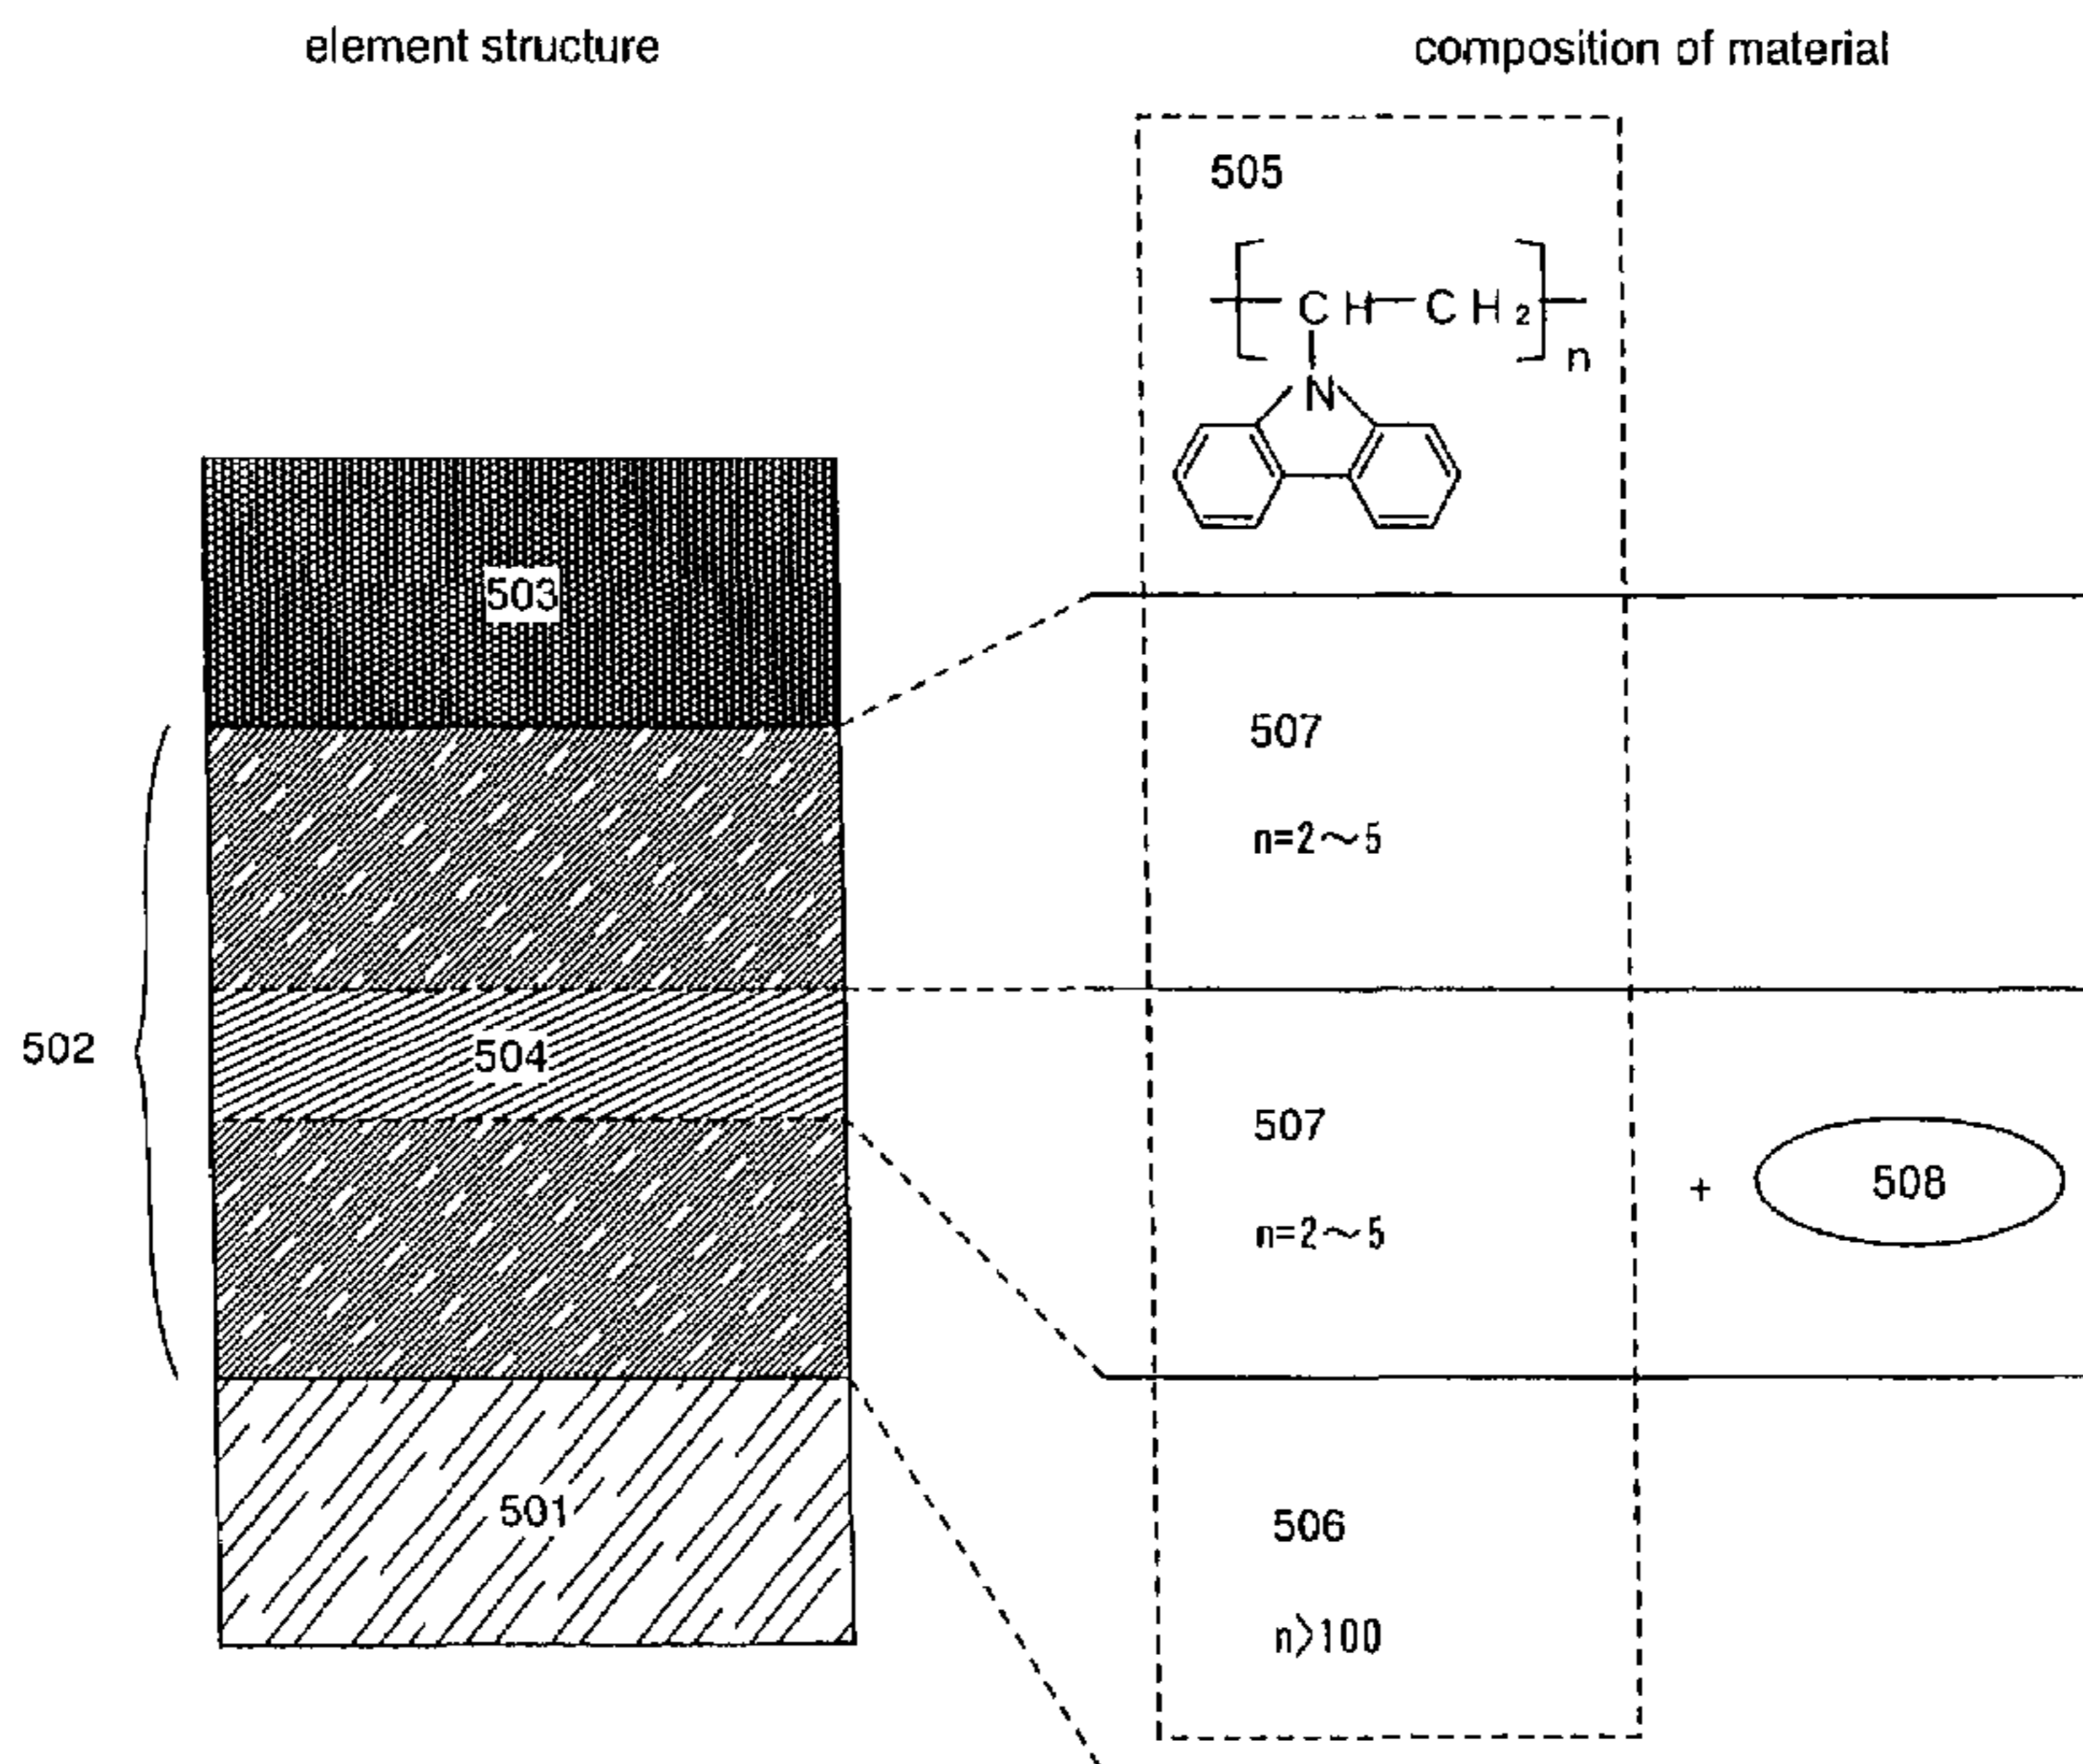 element structure
composition of material
505
CH—CH₂
n
N
503
507
n=2～5
502
504
507
n=2～5
+
508
501
506
n>100